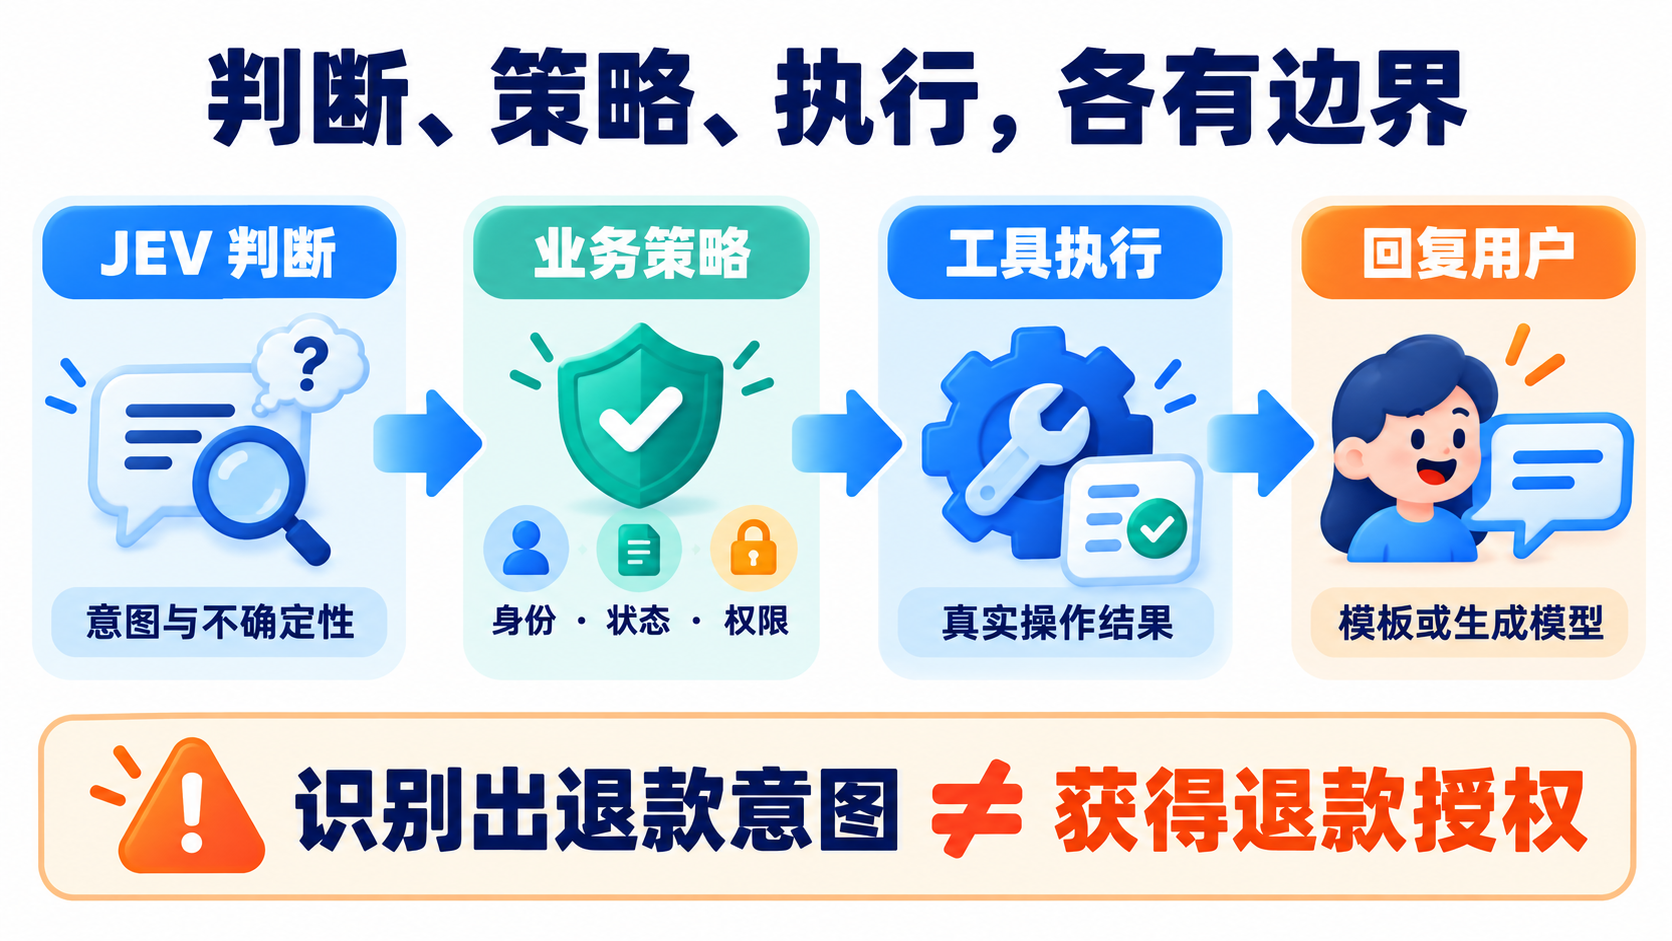 判断、策略、执行，各有边界
JEV 判断
业务策略
工具执行
回复用户
?
意图与不确定性
身份 · 状态 · 权限
真实操作结果
模板或生成模型
! 识别出退款意图 ≠ 获得退款授权